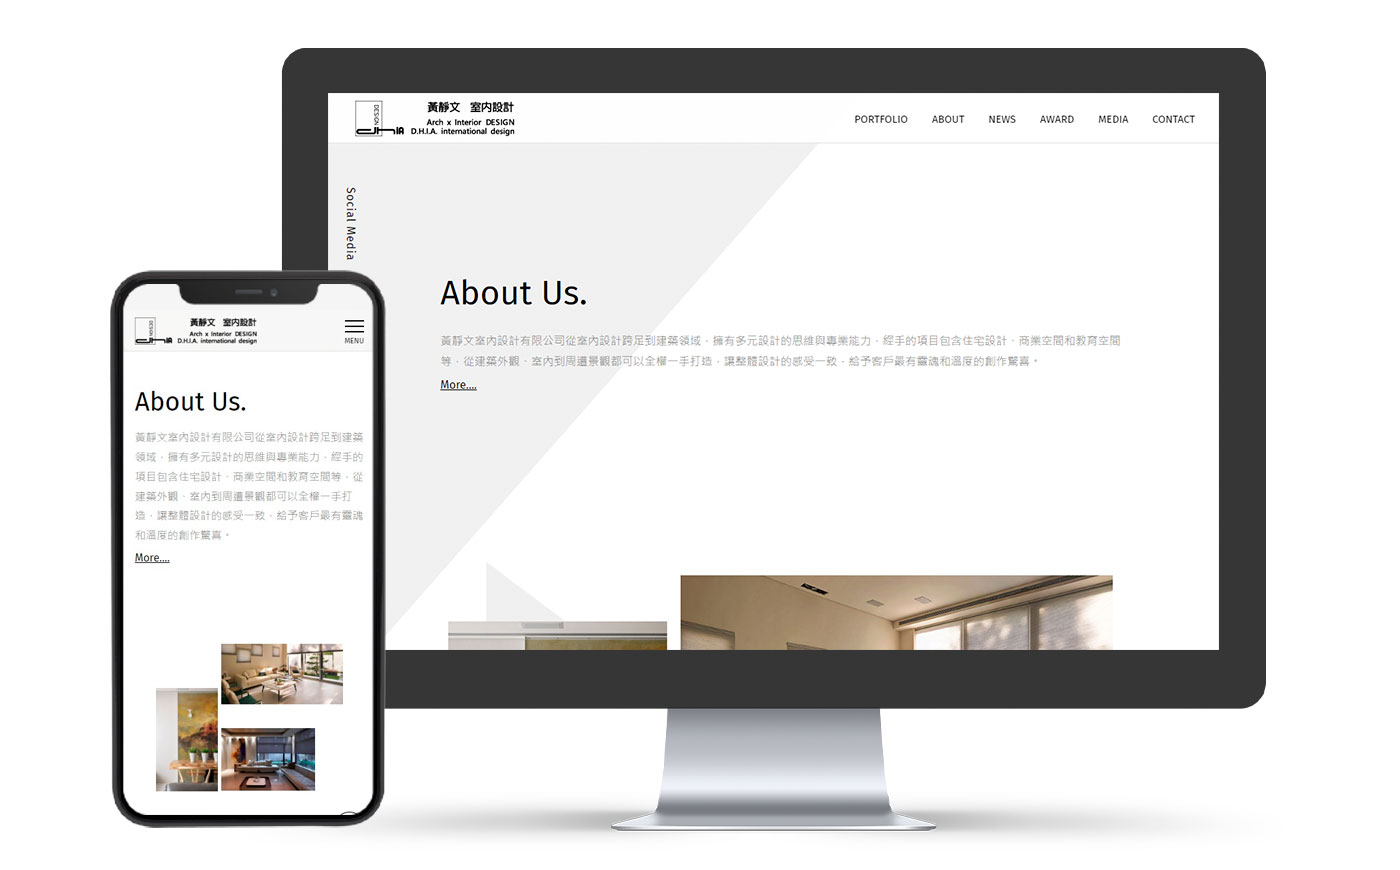 DESIGN
dhIA
黃靜文 室內設計
Arch x Interior DESIGN
D.H.I.A. international design
PORTFOLIO ABOUT NEWS AWARD MEDIA CONTACT
Social Media
About Us.
黃靜文室內設計有限公司從室內設計跨足到建築領域，擁有多元設計的思維與專業能力，經手的項目包含住宅設計、商業空間和教育空間
等，從建築外觀、室內到周遭景觀都可以全權一手打造，讓整體設計的感受一致，給予客戶最有靈魂和溫度的創作驚喜。
More....
DESIGN
dhIA
黃靜文 室內設計
Arch x Interior DESIGN
D.H.I.A. international design
MENU
About Us.
黃靜文室內設計有限公司從室內設計跨足到建築
領域，擁有多元設計的思維與專業能力，經手的
項目包含住宅設計、商業空間和教育空間等，從
建築外觀、室內到周遭景觀都可以全權一手打
造，讓整體設計的感受一致，給予客戶最有靈魂
和溫度的創作驚喜。
More....